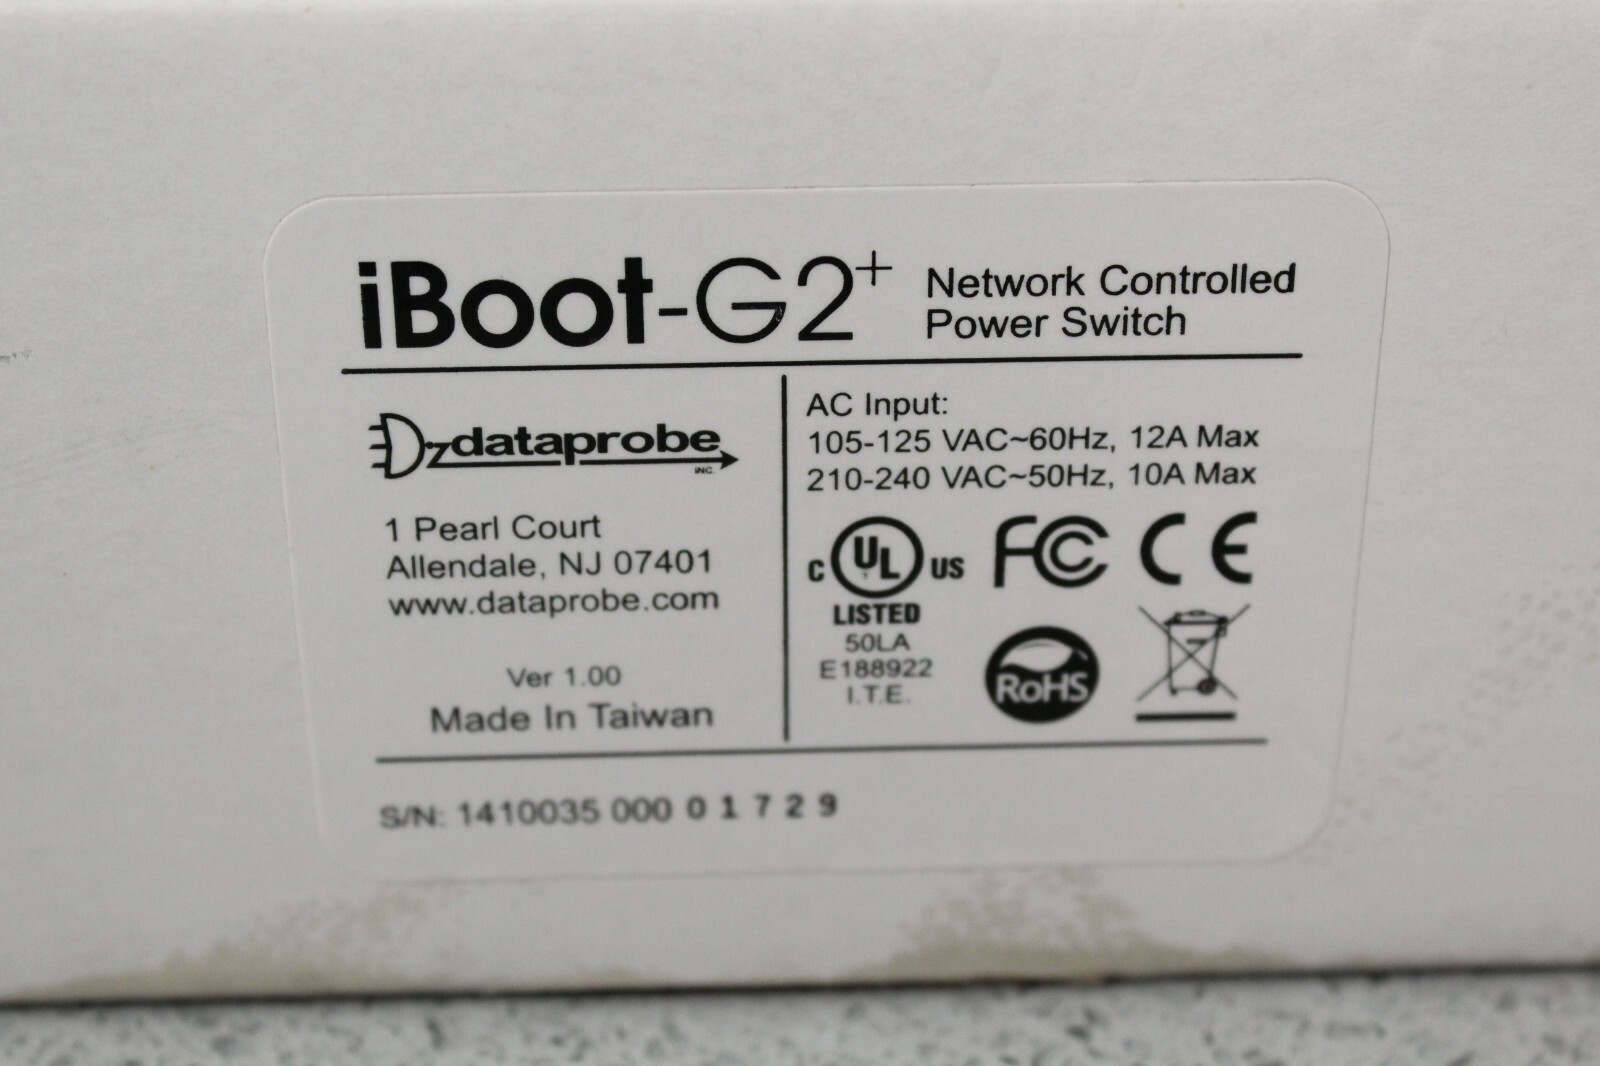 iBoot-G2+ Network Controlled
Power Switch
dataprobe
INC.
1 Pearl Court
Allendale, NJ 07401
www.dataprobe.com
Ver 1.00
Made In Taiwan
AC Input:
105-125 VAC~60Hz, 12A Max
210-240 VAC~50Hz, 10A Max
C UL US FCC CE
LISTED
50LA
E188922
I.T.E.
RoHS
S/N: 1410035 000 0 1 7 2 9